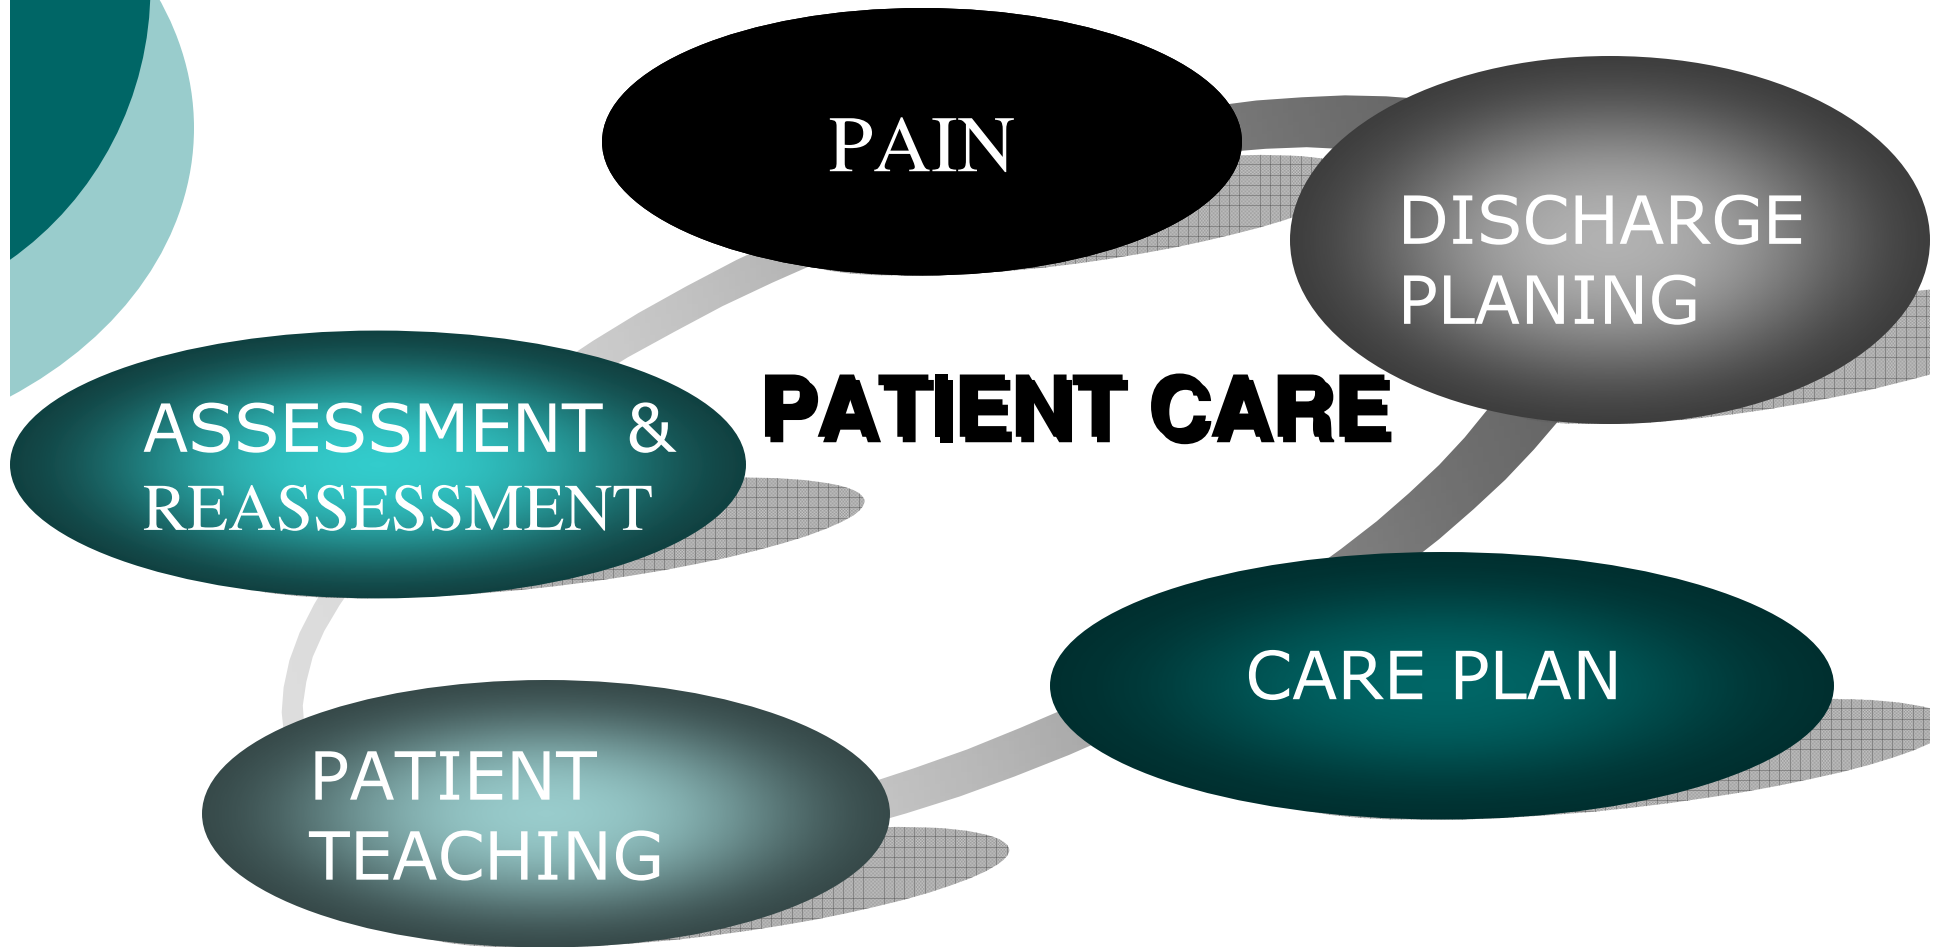 PAIN
DISCHARGE
PLANING
PATIENT CARE
ASSESSMENT &
REASSESSMENT
CARE PLAN
PATIENT
TEACHING